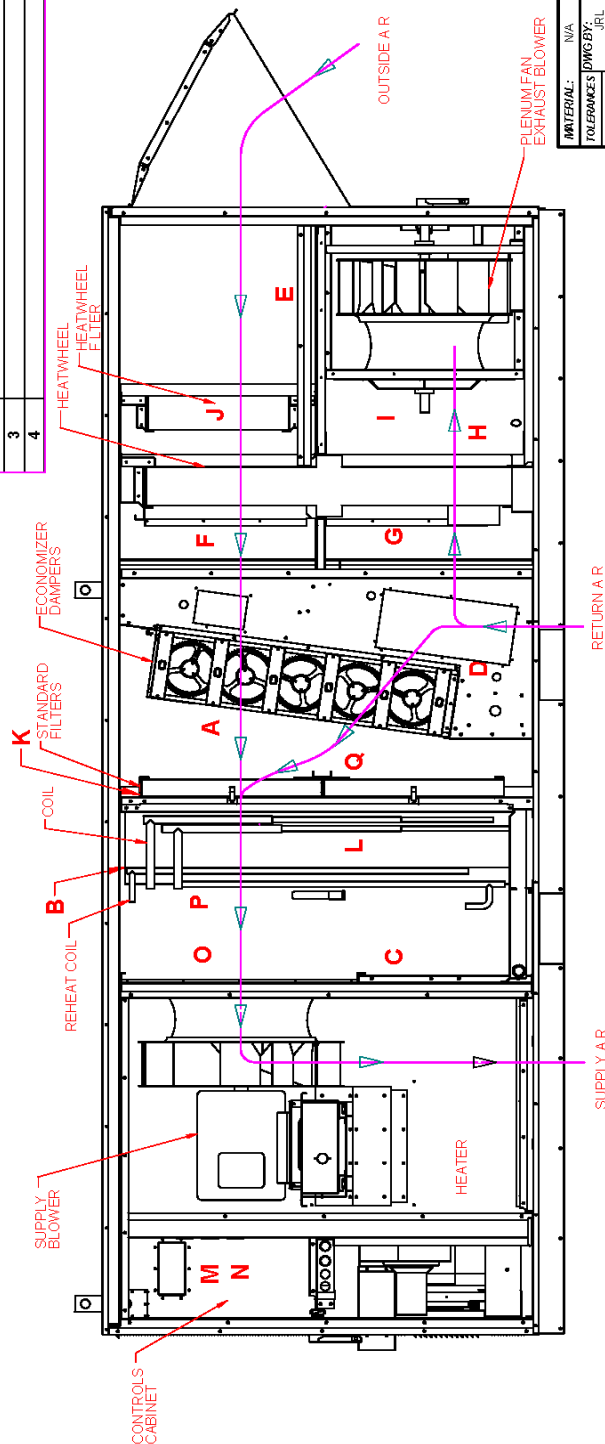 3
4
HEATWHEEL
HEATWHEEL
F LTER
ECONOMIZER
DAMPERS
K
STANDARD
FILTERS
COIL
B
REHEAT COIL
SUPPLY
BLOWER
CONTROLS
CABINET
OUTSIDE A R
PLENUM FAN
EXHAUST BLOWER
E
J
I
H
F
G
A
D
Q
L
P
O
C
M
N
HEATER
RETURN A R
SUPPLY A R
MATERIAL: N/A
TOLERANCES DWG BY:
JRL